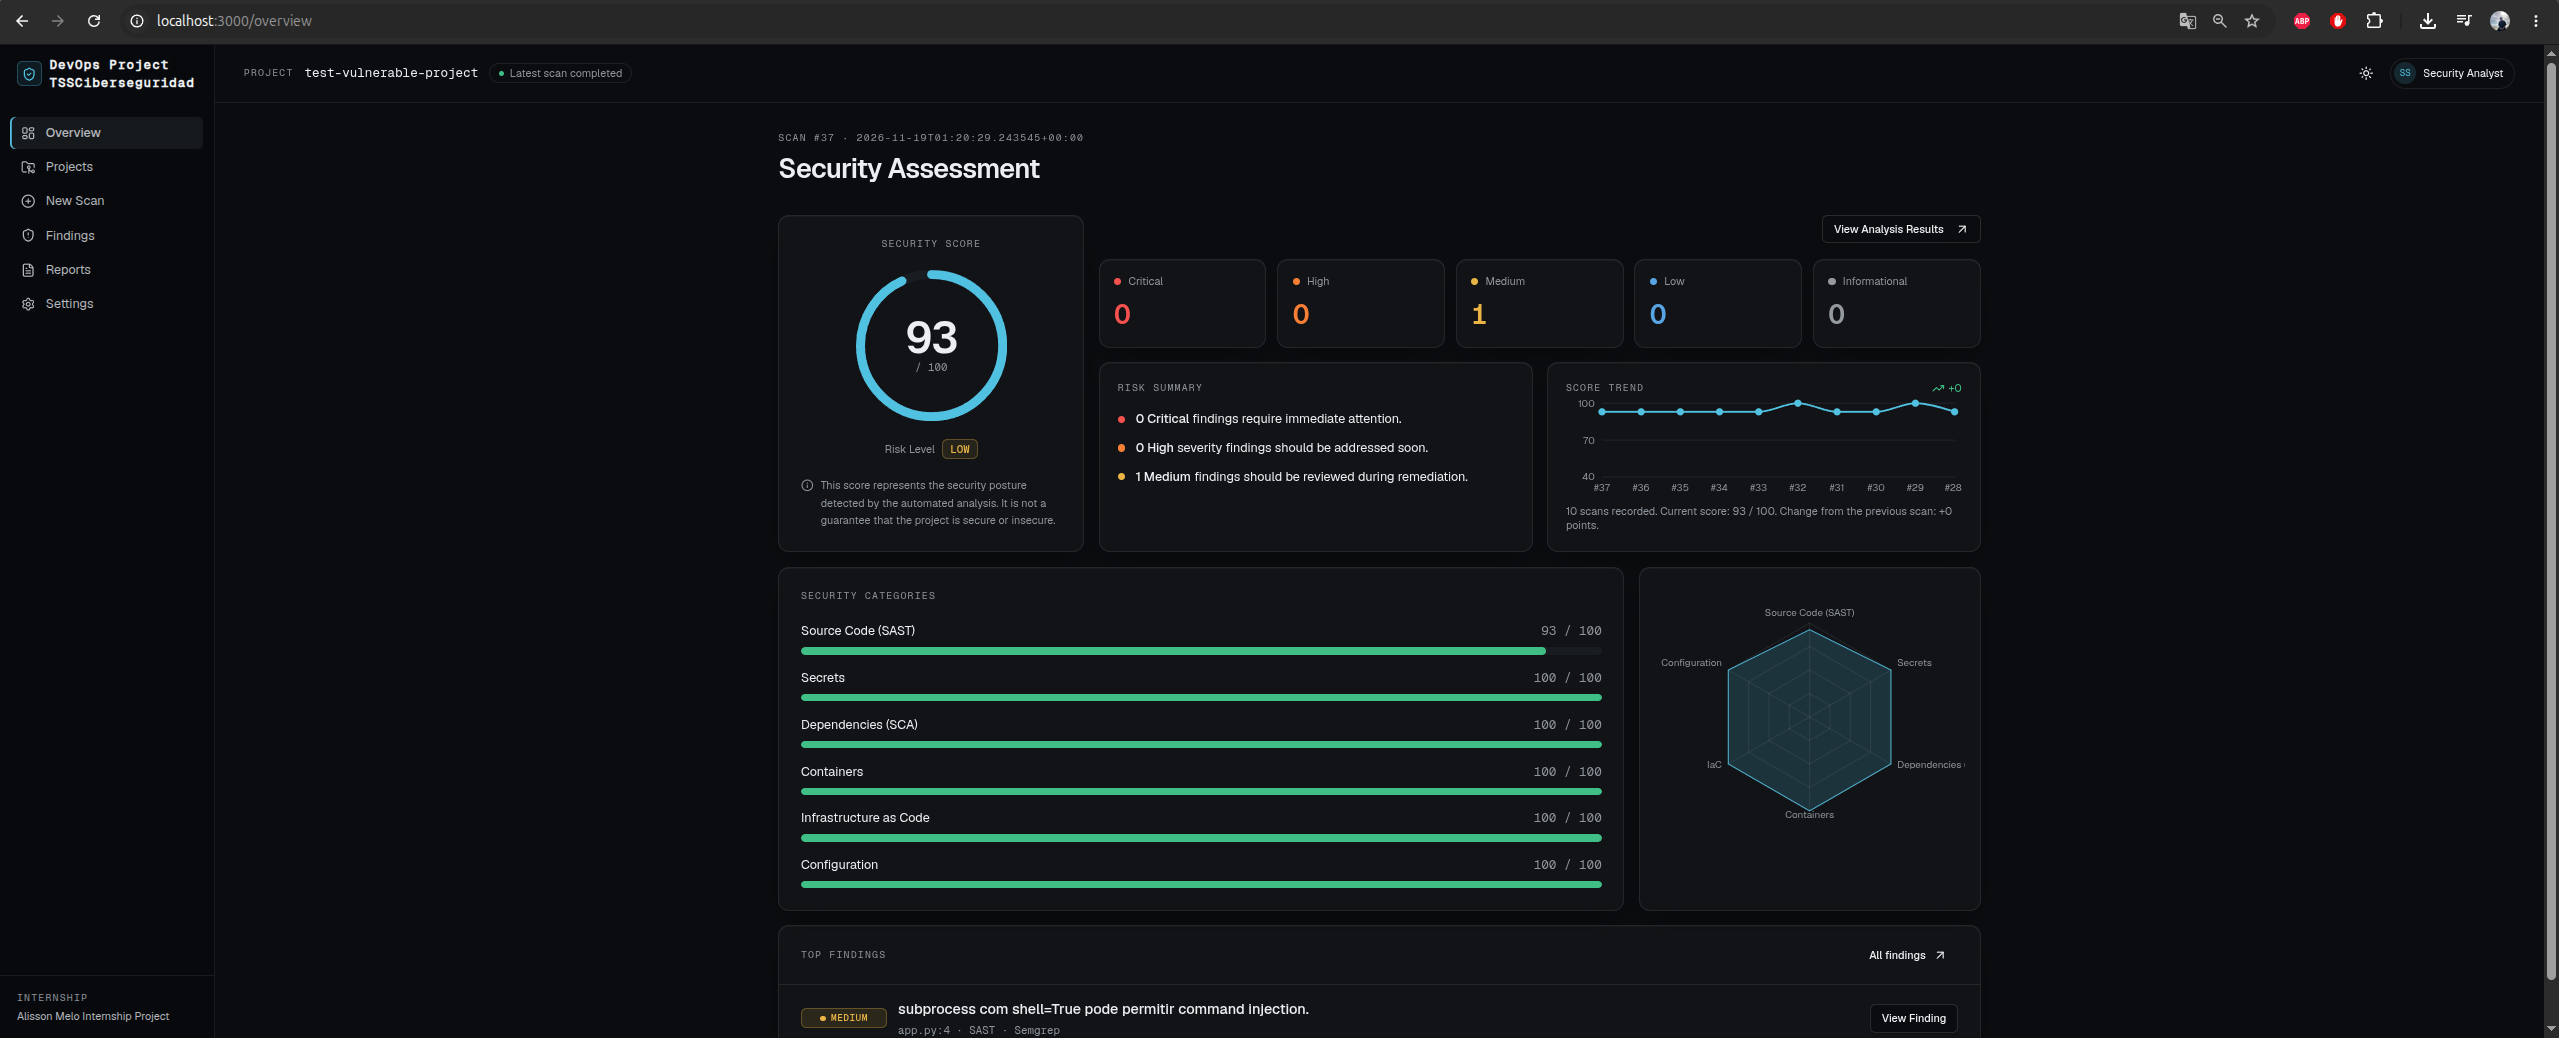 localhost:3000/overview
ABP
DevOps Project
TSSCiberseguridad
PROJECT test-vulnerable-project Latest scan completed
SS Security Analyst
Overview
Projects
New Scan
Findings
Reports
Settings
INTERNSHIP
Alisson Melo Internship Project
SCAN #37 · 2026-11-19T01:20:29.243545+00:00
Security Assessment
SECURITY SCORE
93
/ 100
Risk Level LOW
This score represents the security posture
detected by the automated analysis. It is not a
guarantee that the project is secure or insecure.
View Analysis Results
Critical
0
High
0
Medium
1
Low
0
Informational
0
RISK SUMMARY
0 Critical findings require immediate attention.
0 High severity findings should be addressed soon.
1 Medium findings should be reviewed during remediation.
SCORE TREND +0
100
70
40
#37 #36 #35 #34 #33 #32 #31 #30 #29 #28
10 scans recorded. Current score: 93 / 100. Change from the previous scan: +0
points.
SECURITY CATEGORIES
Source Code (SAST) 93 / 100
Secrets 100 / 100
Dependencies (SCA) 100 / 100
Containers 100 / 100
Infrastructure as Code 100 / 100
Configuration 100 / 100
Source Code (SAST)
Configuration Secrets
IaC Dependencies (
Containers
TOP FINDINGS
All findings
MEDIUM
subprocess com shell=True pode permitir command injection.
app.py:4 · SAST · Semgrep
View Finding